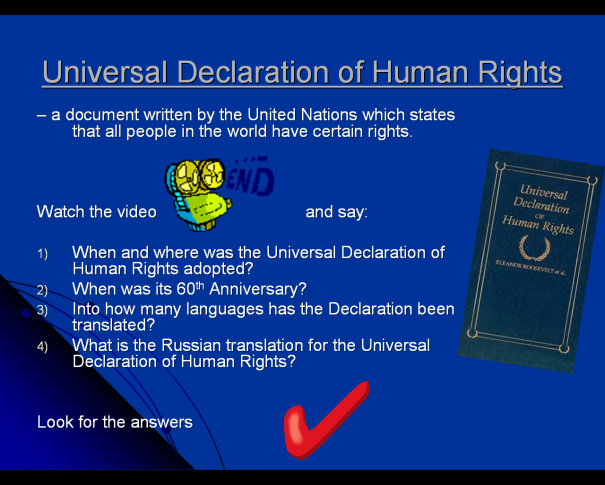 Universal Declaration of Human Rights
– a document written by the United Nations which states
that all people in the world have certain rights.
END
Watch the video and say:
1) When and where was the Universal Declaration of
Human Rights adopted?
2) When was its 60th Anniversary?
3) Into how many languages has the Declaration been
translated?
4) What is the Russian translation for the Universal
Declaration of Human Rights?
Look for the answers
Universal
Declaration
OF
Human Rights
ELEANOR ROOSEVELT et al.